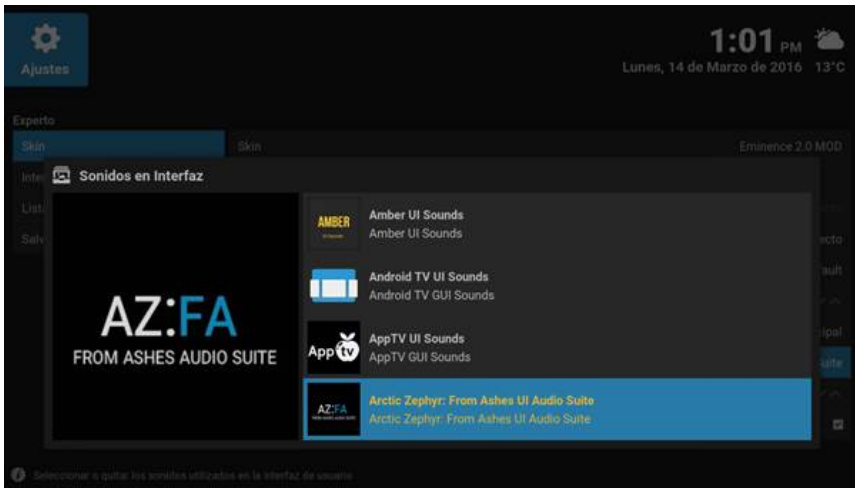 1:01 PM
Ajustes
Lunes, 14 de Marzo de 2016 13°C
Experto
Skin Skin Eminence 2.0 MOD
Sonidos en Interfaz
AMBER
Amber UI Sounds
Amber UI Sounds
Android TV UI Sounds
Android TV GUI Sounds
AZ:FA
FROM ASHES AUDIO SUITE
App tv
AppTV UI Sounds
AppTV GUI Sounds
AZ:FA
Arctic Zephyr: From Ashes UI Audio Suite
Arctic Zephyr: From Ashes UI Audio Suite
Seleccionar o quitar los sonidos utilizados en la interfaz de usuario